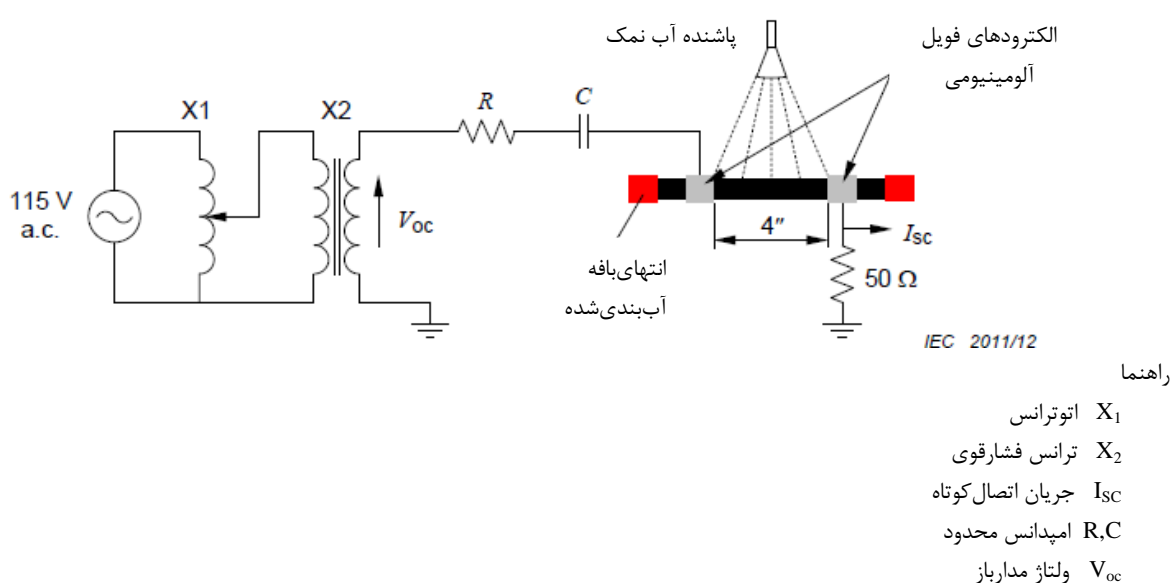 الکترودهای فویل
آلومینیومی
پاشنده آب نمک
X1
X2
R
C
115 V
a.c.
Voc
4″
ISC
50 Ω
انتهای‌بافه
آب‌بندی‌شده
IEC 2011/12
راهنما
X1 اتوترانس
X2 ترانس فشارقوی
ISC جریان اتصال‌کوتاه
R,C امپدانس محدود
Voc ولتاژ مدارباز